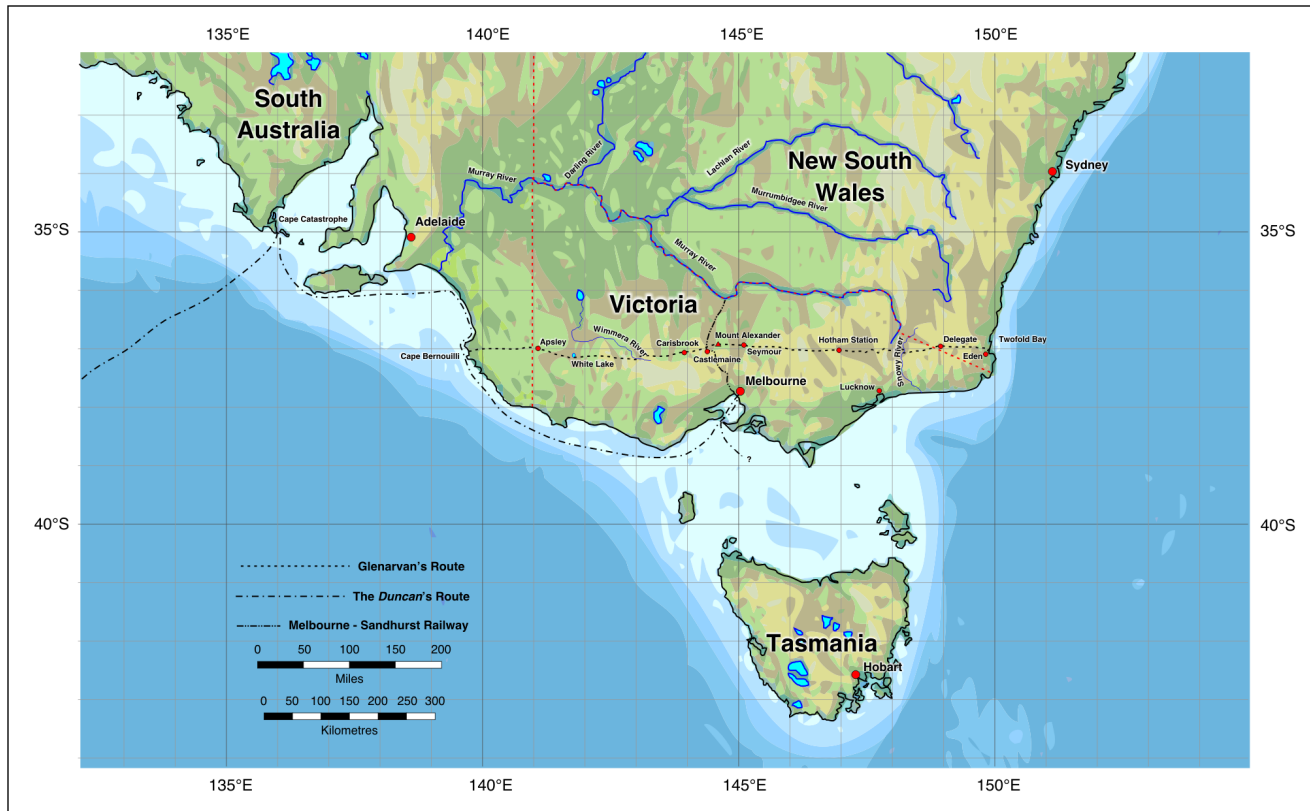 135°E
140°E
145°E
150°E
South
Australia
Darling River
Lachlan River
New South
Wales
Sydney
Murray River
Murrumbidgee River
Cape Catastrophe
Adelaide
35°S
35°S
Murray River
Victoria
Wimmera River
Mount Alexander
Apsley
Carisbrook
Hotham Station
Delegate
Twofold Bay
Cape Bernouilli
White Lake
Castlemaine
Seymour
Snowy River
Eden
Melbourne
Lucknow
?
40°S
40°S
Glenarvan's Route
The Duncan's Route
Melbourne - Sandhurst Railway
0 50 100 150 200
Miles
0 50 100 150 200 250 300
Kilometres
Tasmania
Hobart
135°E
140°E
145°E
150°E